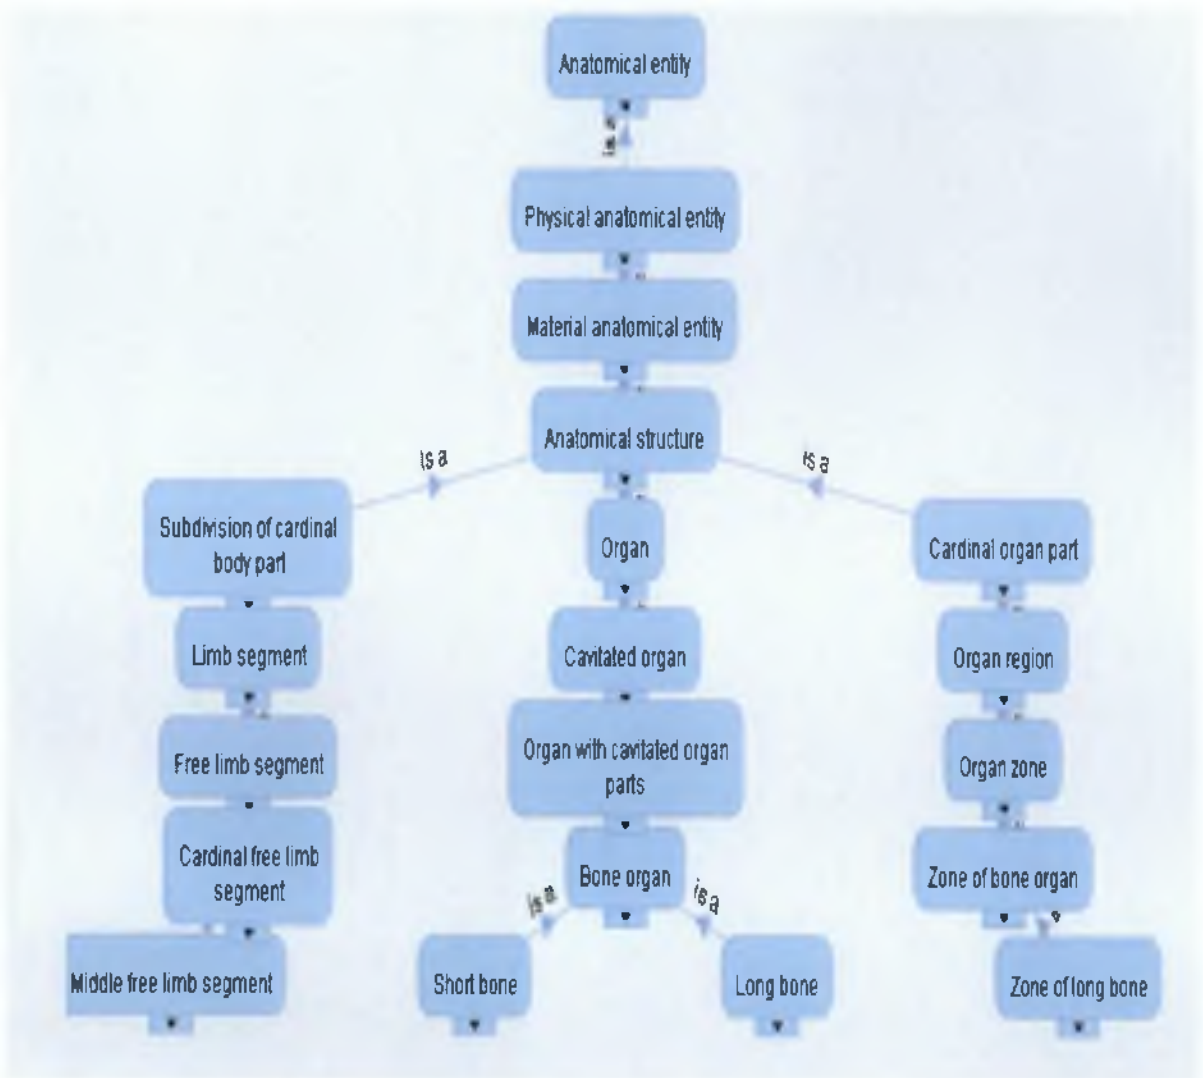 Anatomical entity
is a
Physical anatomical entity
Material anatomical entity
Anatomical structure
is a
is a
Subdivision of cardinal
body part
Organ
Cardinal organ part
Limb segment
Cavitated organ
Organ region
Free limb segment
Organ with cavitated organ
parts
Organ zone
Cardinal free limb
segment
Bone organ
Zone of bone organ
is a
is a
Middle free limb segment
Short bone
Long bone
Zone of long bone